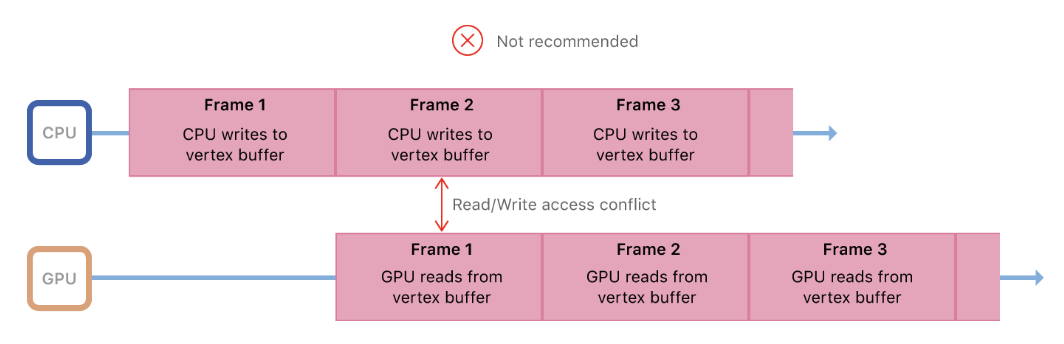 Not recommended
Frame 1
Frame 2
Frame 3
CPU
CPU writes to
vertex buffer
CPU writes to
vertex buffer
CPU writes to
vertex buffer
Read/Write access conflict
Frame 1
Frame 2
Frame 3
GPU
GPU reads from
vertex buffer
GPU reads from
vertex buffer
GPU reads from
vertex buffer